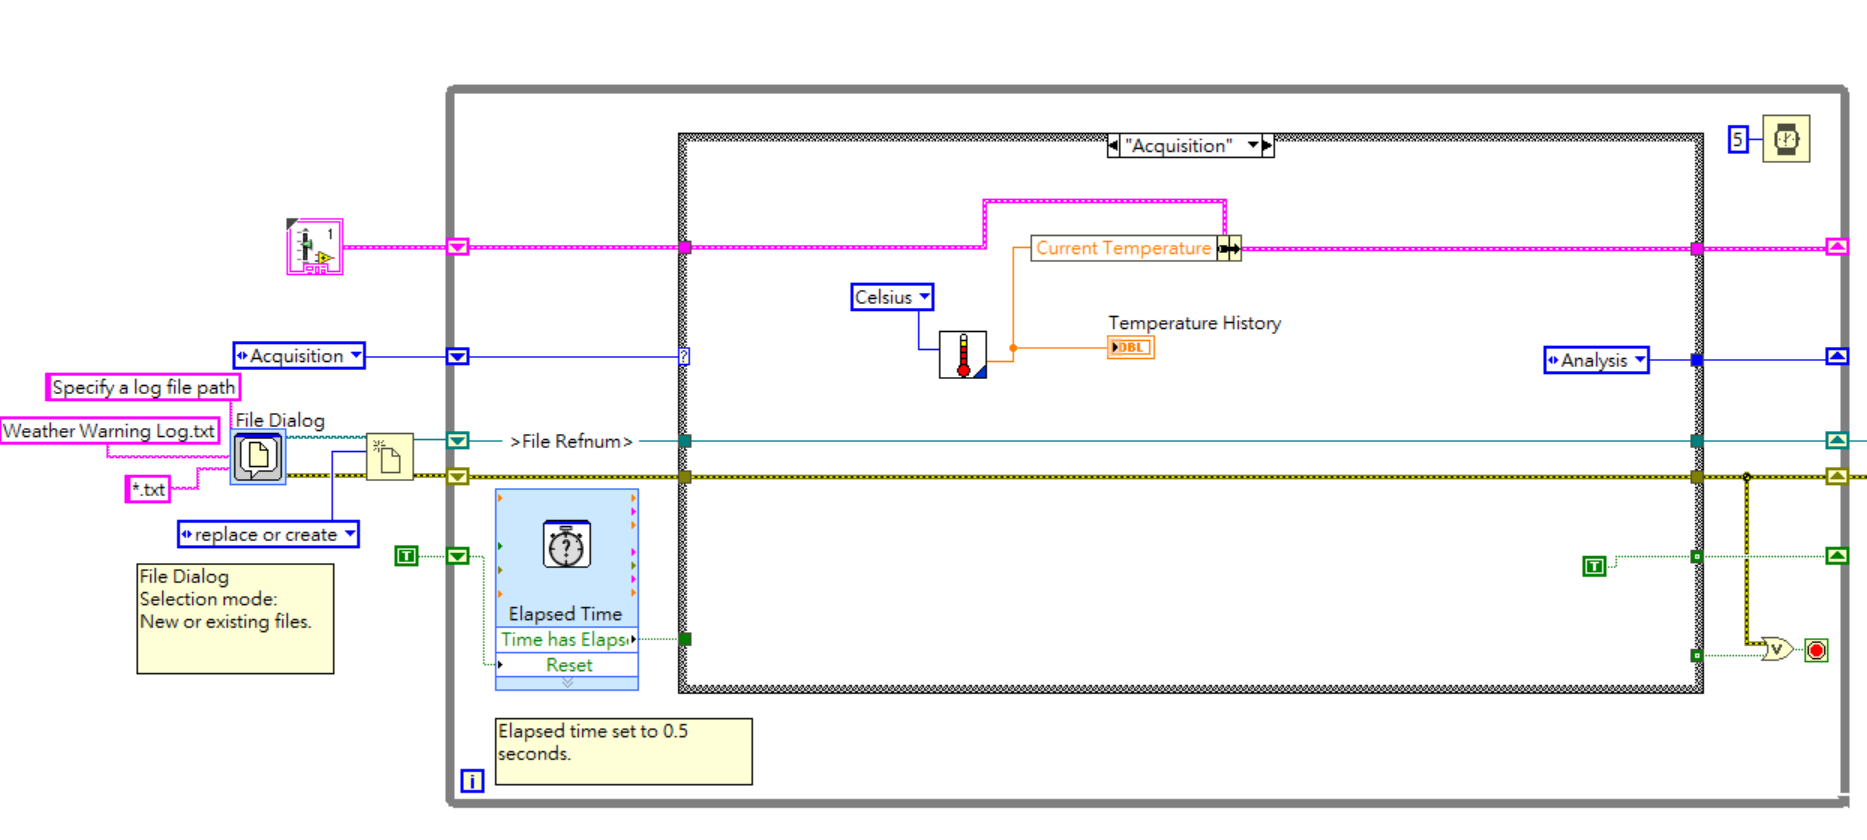 "Acquisition"
5
1
Current Temperature
Celsius
Temperature History
DBL
Acquisition
?
Analysis
Specify a log file path
File Dialog
Weather Warning Log.txt
>File Refnum>
*.txt
replace or create
T
?
T
File Dialog
Selection mode:
New or existing files.
Elapsed Time
Time has Elaps
Reset
V
Elapsed time set to 0.5
seconds.
i